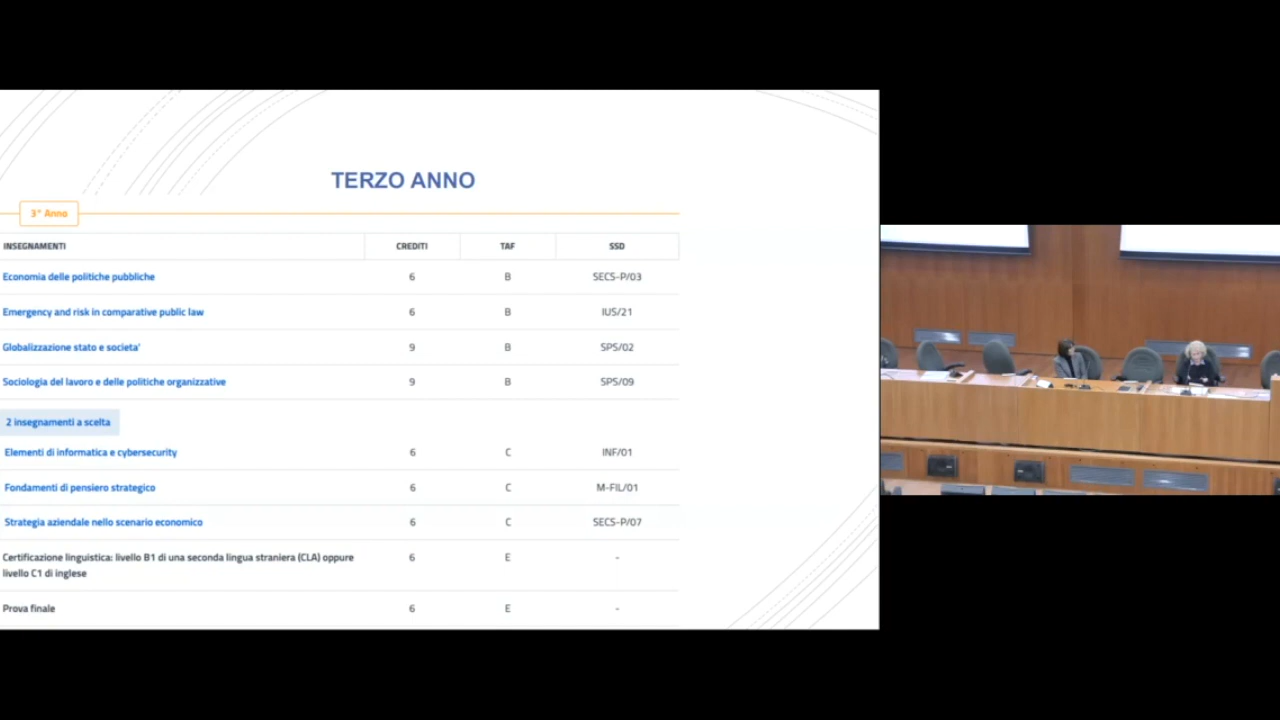 TERZO ANNO
3° Anno
INSEGNAMENTI CREDITI TAF SSD
Economia delle politiche pubbliche 6 B SECS-P/03
Emergency and risk in comparative public law 6 B IUS/21
Globalizzazione stato e societa' 9 B SPS/02
Sociologia del lavoro e delle politiche organizzative 9 B SPS/09
2 insegnamenti a scelta
Elementi di informatica e cybersecurity 6 C INF/01
Fondamenti di pensiero strategico 6 C M-FIL/01
Strategia aziendale nello scenario economico 6 C SECS-P/07
Certificazione linguistica: livello B1 di una seconda lingua straniera (CLA) oppure
livello C1 di inglese 6 E -
Prova finale 6 E -